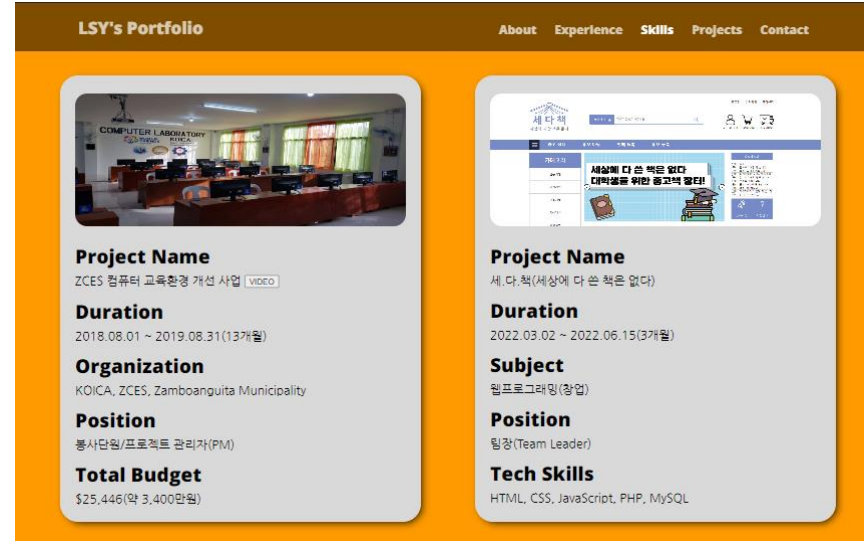 LSY's Portfolio
About Experience Skills Projects Contact
COMPUTER LABORATORY
KOICA
세다책
세상에 다 쓴 책은 없다
대학생을 위한 중고책 장터!
Project Name
ZCES 컴퓨터 교육환경 개선 사업 VIDEO
Duration
2018.08.01 ~ 2019.08.31(13개월)
Organization
KOICA, ZCES, Zamboanguita Municipality
Position
봉사단원/프로젝트 관리자(PM)
Total Budget
$25,446(약 3,400만원)
Project Name
세.다.책(세상에 다 쓴 책은 없다)
Duration
2022.03.02 ~ 2022.06.15(3개월)
Subject
웹프로그래밍(창업)
Position
팀장(Team Leader)
Tech Skills
HTML, CSS, JavaScript, PHP, MySQL